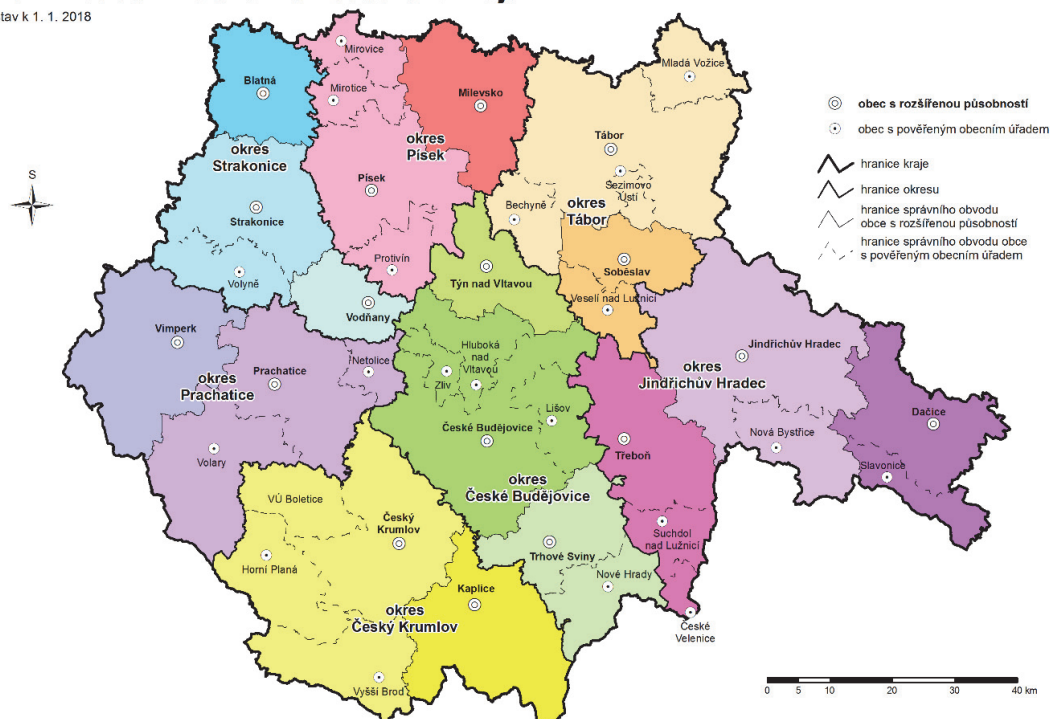 tav k 1. 1. 2018
Mirovice
Mladá Vožice
Blatná
Mirotice
Milevsko
obec s rozšířenou působností
obec s pověřeným obecním úřadem
hranice kraje
hranice okresu
hranice správního obvodu
obce s rozšířenou působností
hranice správního obvodu obce
s pověřeným obecním úřadem
S
okres
Strakonice
okres
Písek
Tábor
Sezimovo
Ústí
Písek
Strakonice
Bechyně
okres
Tábor
Volyně
Protivín
Týn nad Vltavou
Soběslav
Veselí nad Lužnicí
Vodňany
Vimperk
okres
Prachatice
Prachatice
Netolice
Hluboká
nad
Vltavou
Zliv
Jindřichův Hradec
okres
Jindřichův Hradec
Lišov
České Budějovice
Třeboň
Nová Bystřice
Dačice
Slavonice
Volary
okres
České Budějovice
VÚ Boletice
Český
Krumlov
Horní Planá
Trhové Sviny
Suchdol
nad Lužnicí
Nové Hrady
Kaplice
okres
Český Krumlov
České
Velenice
Vyšší Brod
0 5 10 20 30 40 km